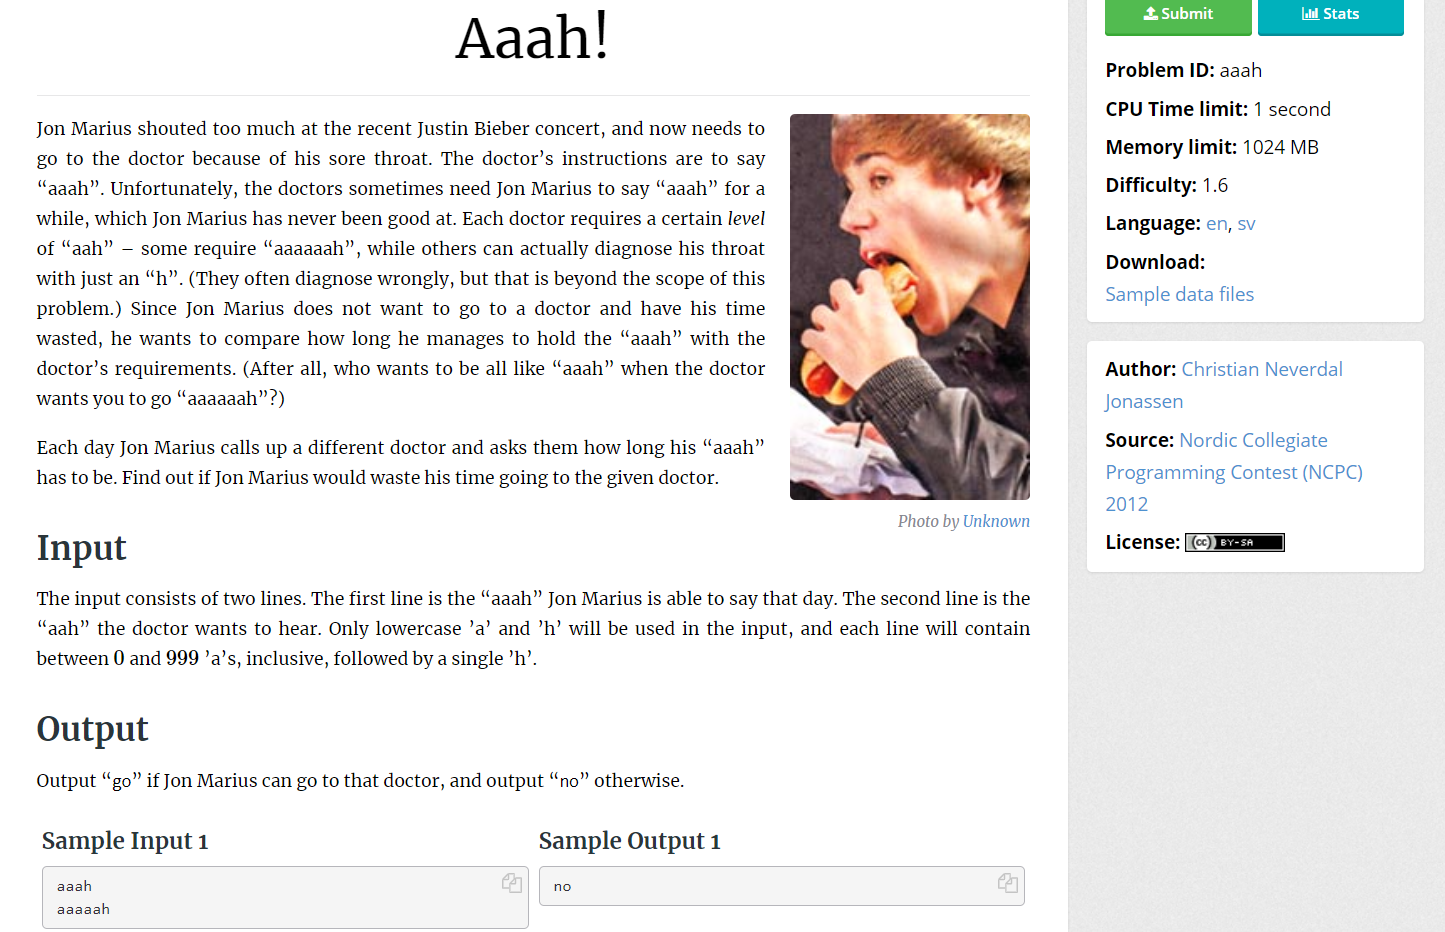 Aaah!
Jon Marius shouted too much at the recent Justin Bieber concert, and now needs to
go to the doctor because of his sore throat. The doctor’s instructions are to say
“aaah”. Unfortunately, the doctors sometimes need Jon Marius to say “aaah” for a
while, which Jon Marius has never been good at. Each doctor requires a certain level
of “aah” – some require “aaaaaah”, while others can actually diagnose his throat
with just an “h”. (They often diagnose wrongly, but that is beyond the scope of this
problem.) Since Jon Marius does not want to go to a doctor and have his time
wasted, he wants to compare how long he manages to hold the “aaah” with the
doctor’s requirements. (After all, who wants to be all like “aaah” when the doctor
wants you to go “aaaaaah”?)
Each day Jon Marius calls up a different doctor and asks them how long his “aaah”
has to be. Find out if Jon Marius would waste his time going to the given doctor.
Photo by Unknown
Input
The input consists of two lines. The first line is the “aaah” Jon Marius is able to say that day. The second line is the
“aah” the doctor wants to hear. Only lowercase ’a’ and ’h’ will be used in the input, and each line will contain
between 0 and 999 ’a’s, inclusive, followed by a single ’h’.
Output
Output “go” if Jon Marius can go to that doctor, and output “no” otherwise.
Sample Input 1
aaah
aaaaah
Sample Output 1
no
Submit
Stats
Problem ID: aaah
CPU Time limit: 1 second
Memory limit: 1024 MB
Difficulty: 1.6
Language: en, sv
Download:
Sample data files
Author: Christian Neverdal
Jonassen
Source: Nordic Collegiate
Programming Contest (NCPC)
2012
License: (cc) BY-SA